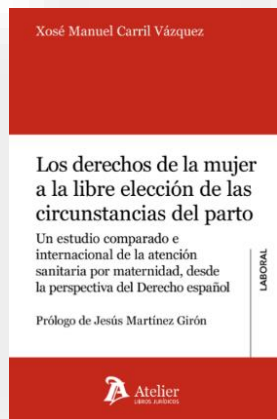 Xosé Manuel Carril Vázquez
Los derechos de la mujer
a la libre elección de las
circunstancias del parto
Un estudio comparado e
internacional de la atención
sanitaria por maternidad, desde
la perspectiva del Derecho español
LABORAL
Prólogo de Jesús Martínez Girón
Atelier
LIBROS JURÍDICOS